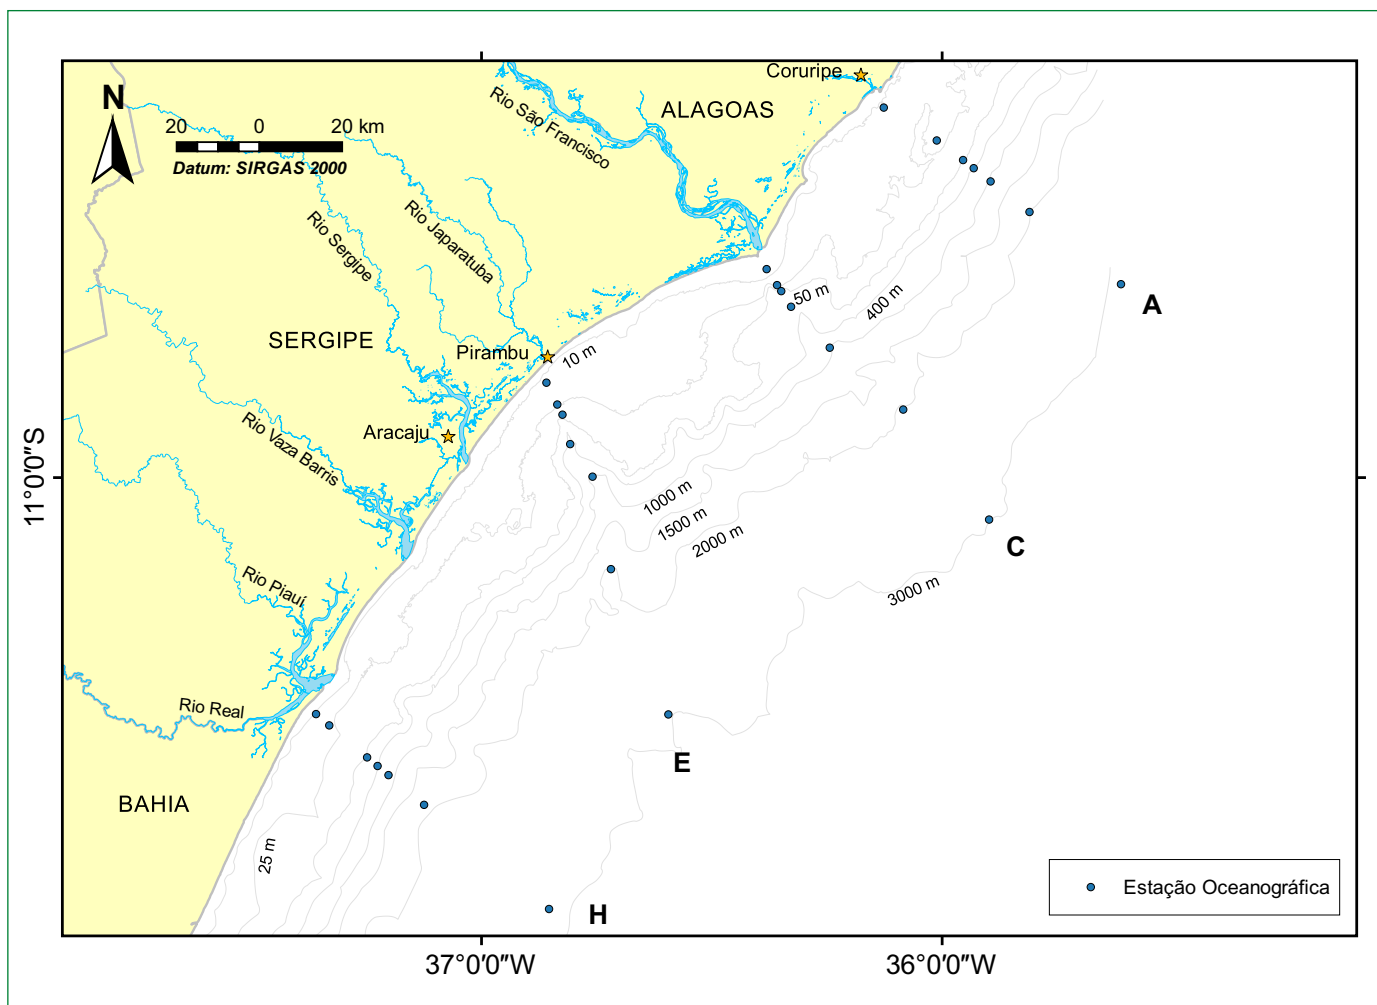 Coruripe
N
20 0 20 km
Datum: SIRGAS 2000
Rio São Francisco
ALAGOAS
Rio Sergipe
Rio Japaratuba
50 m
400 m
A
SERGIPE
Pirambu
10 m
Aracaju
Rio Vaza Barris
11°0'0"S
1000 m
1500 m
2000 m
C
3000 m
Rio Piauí
Rio Real
E
BAHIA
25 m
Estação Oceanográfica
H
37°0'0"W
36°0'0"W